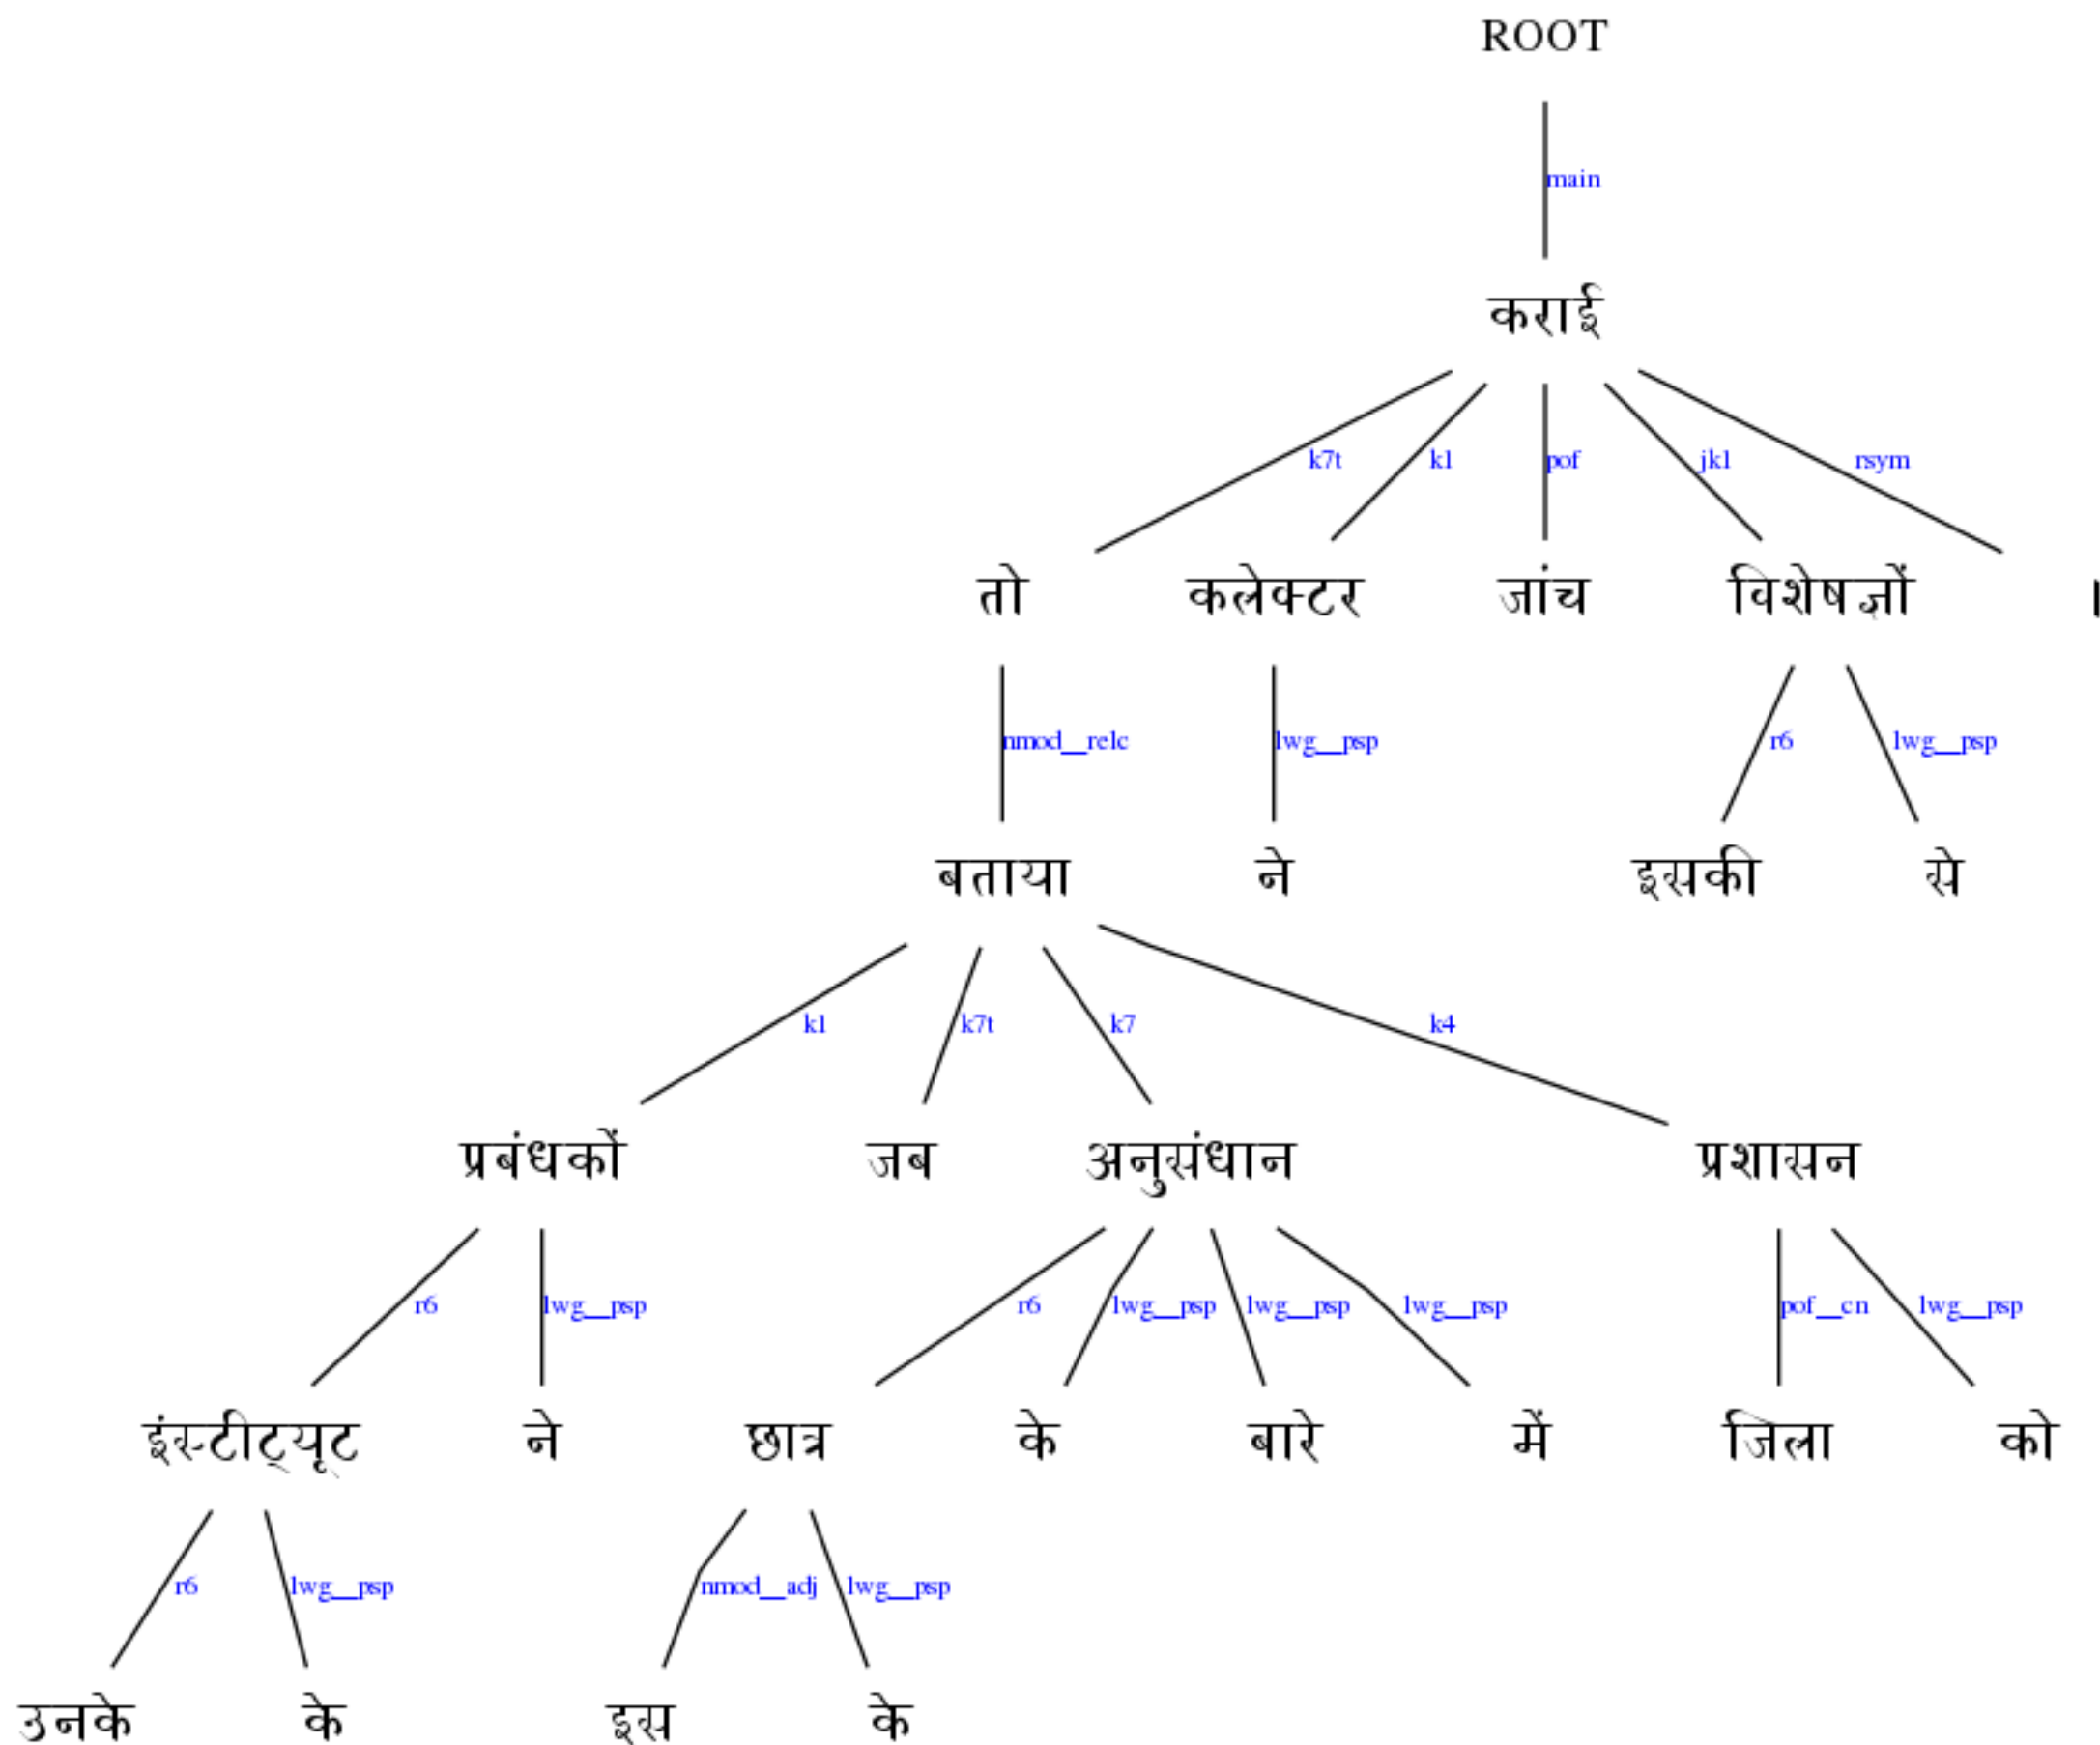 ROOT
main
कराई
k7t k1 pof jk1 rsym
तो कलेक्टर जांच विशेषज्ञों ।
nmod__relc lwg__psp r6 lwg__psp
बताया ने इसकी से
k1 k7t k7 k4
प्रबंधकों जब अनुसंधान प्रशासन
r6 lwg__psp r6 lwg__psp lwg__psp lwg__psp pof__cn lwg__psp
इंस्टीट्यूट ने छात्र के बारे में जिला को
r6 lwg__psp nmod__adj lwg__psp
उनके के इस के